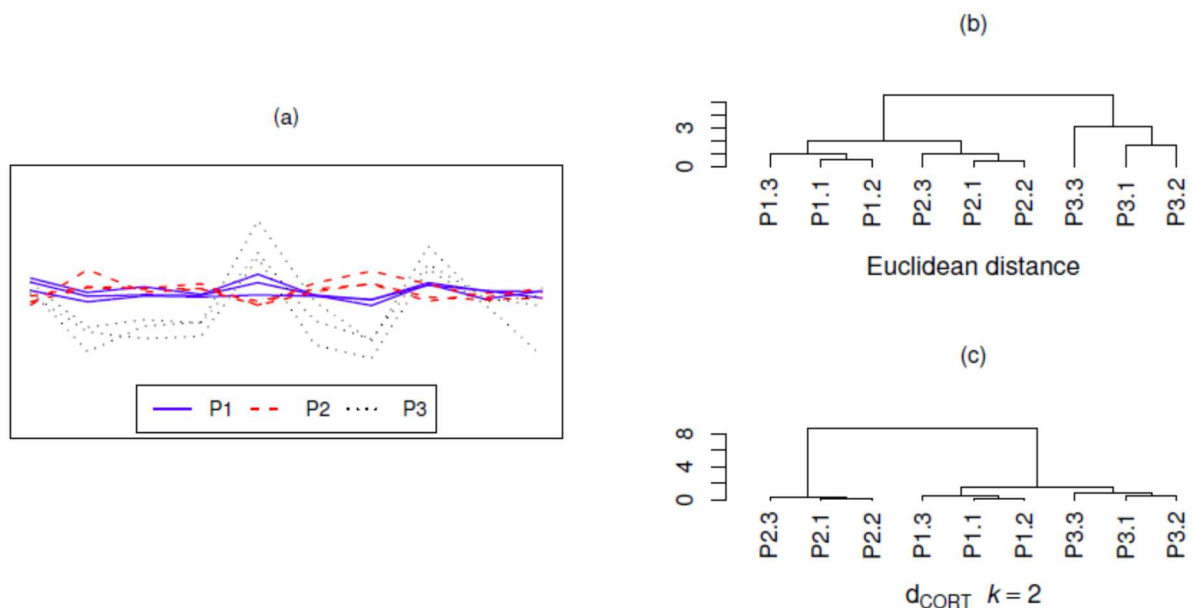 (a)
P1 P2 P3
(b)
3
0
P1.3 P1.1 P1.2 P2.3 P2.1 P2.2 P3.3 P3.1 P3.2
Euclidean distance
(c)
8
4
0
P2.3 P2.1 P2.2 P1.3 P1.1 P1.2 P3.3 P3.1 P3.2
dCORT k = 2